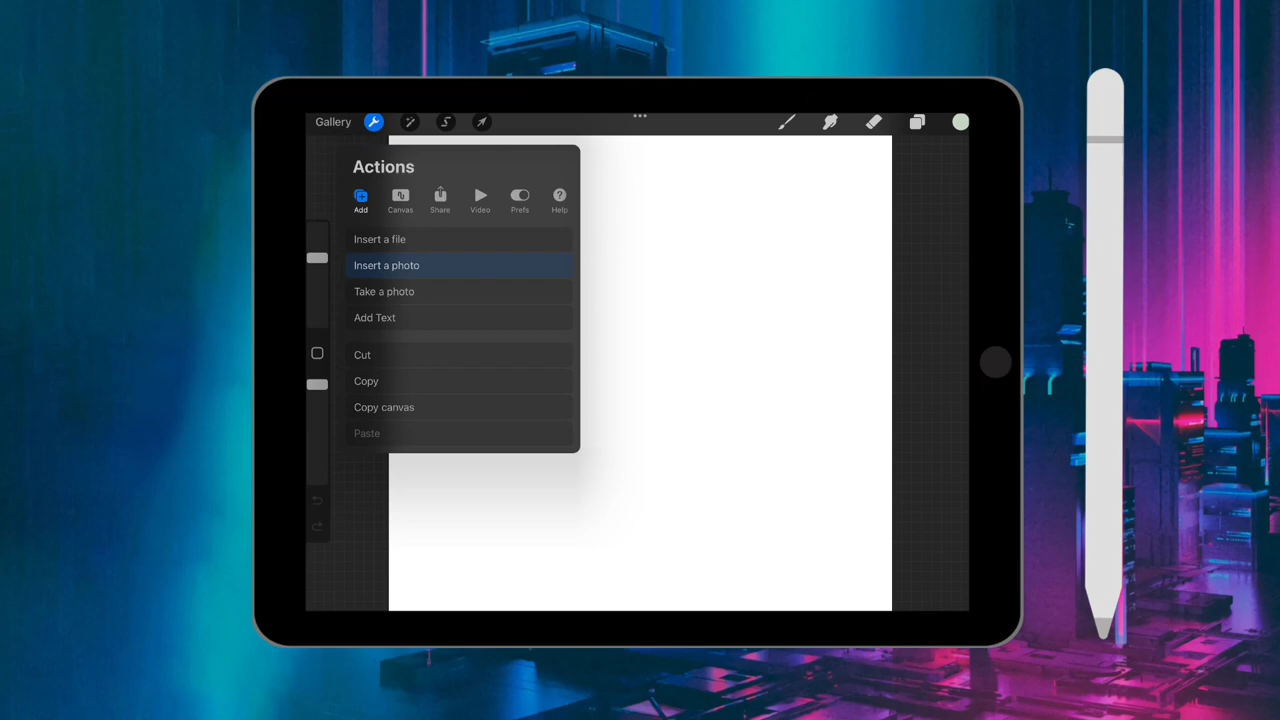 Gallery
Actions
Add Canvas Share Video Prefs Help
Insert a file
Insert a photo
Take a photo
Add Text
Cut
Copy
Copy canvas
Paste